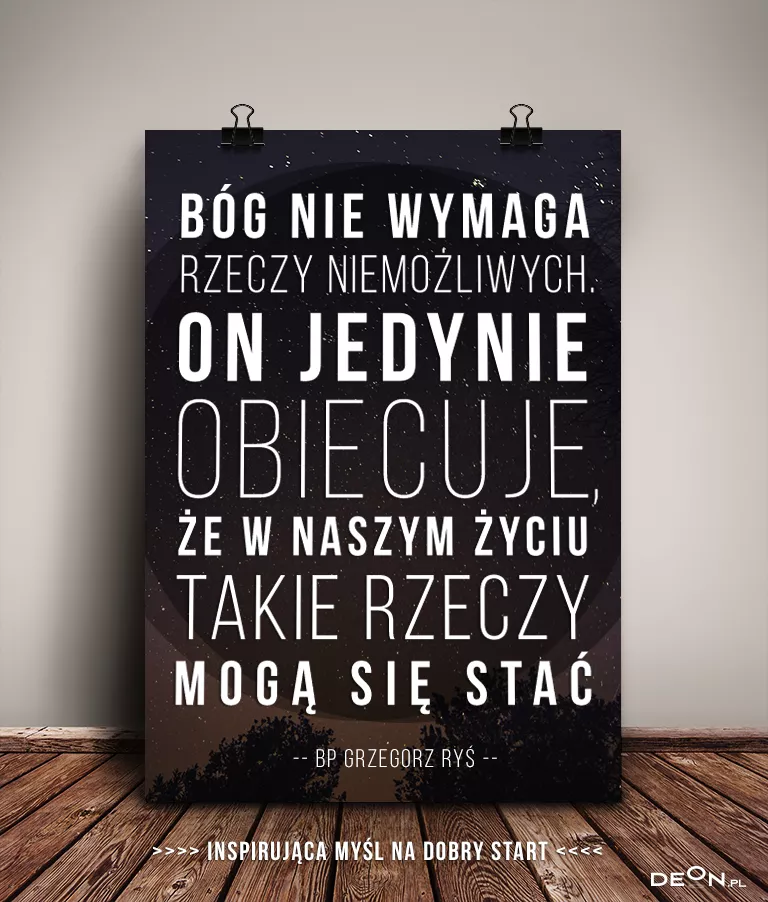 BÓG NIE WYMAGA
RZECZY NIEMOŻLIWYCH.
ON JEDYNIE
OBIECUJE,
ŻE W NASZYM ŻYCIU
TAKIE RZECZY
MOGĄ SIĘ STAĆ
-- BP GRZEGORZ RYŚ --
>>>> INSPIRUJĄCA MYŚL NA DOBRY START <<<<
DEON.PL